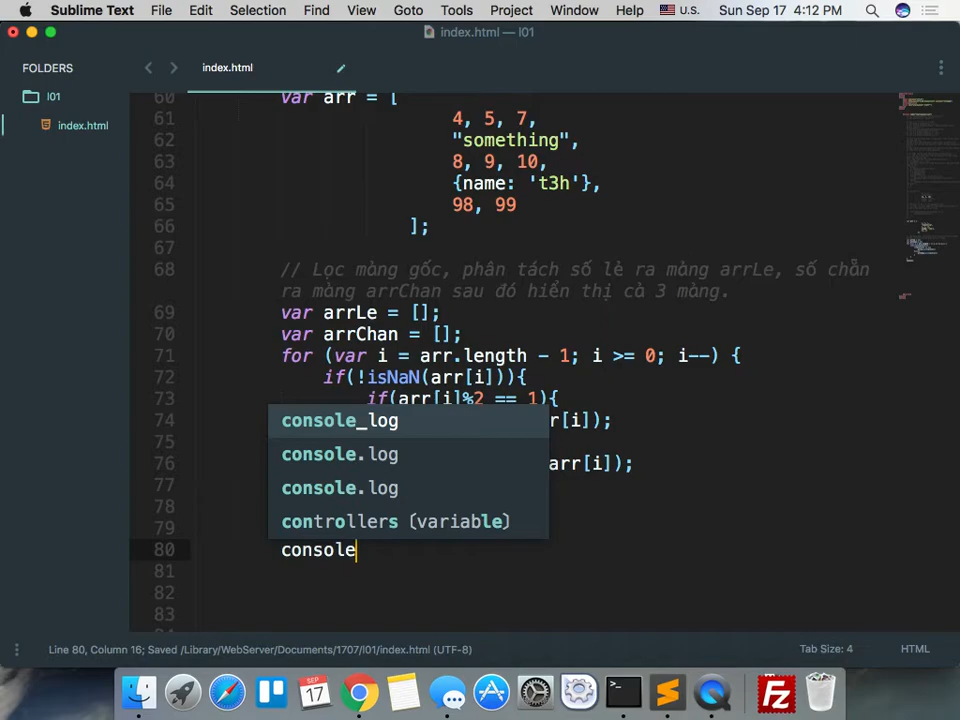 Sublime Text File Edit Selection Find View Goto Tools Project Window Help U.S. Sun Sep 17 4:12 PM
index.html — l01
FOLDERS
l01
index.html
index.html
60 var arr = [
61 4, 5, 7,
62 "something",
63 8, 9, 10,
64 {name: 't3h'},
65 98, 99
66 ];
67
68 // Lọc mảng gốc, phân tách số lẻ ra mảng arrLe, số chẵn
ra mảng arrChan sau đó hiển thị cả 3 mảng.
69 var arrLe = [];
70 var arrChan = [];
71 for (var i = arr.length - 1; i >= 0; i--) {
72 if(!isNaN(arr[i])){
73 if(arr[i]%2 == 1){
74 r[i]);
75
76 arr[i]);
77
78
79
80 console
81
82
83
console_log
console.log
console.log
controllers (variable)
Line 80, Column 16; Saved /Library/WebServer/Documents/1707/l01/index.html (UTF-8) Tab Size: 4 HTML
SEP
17